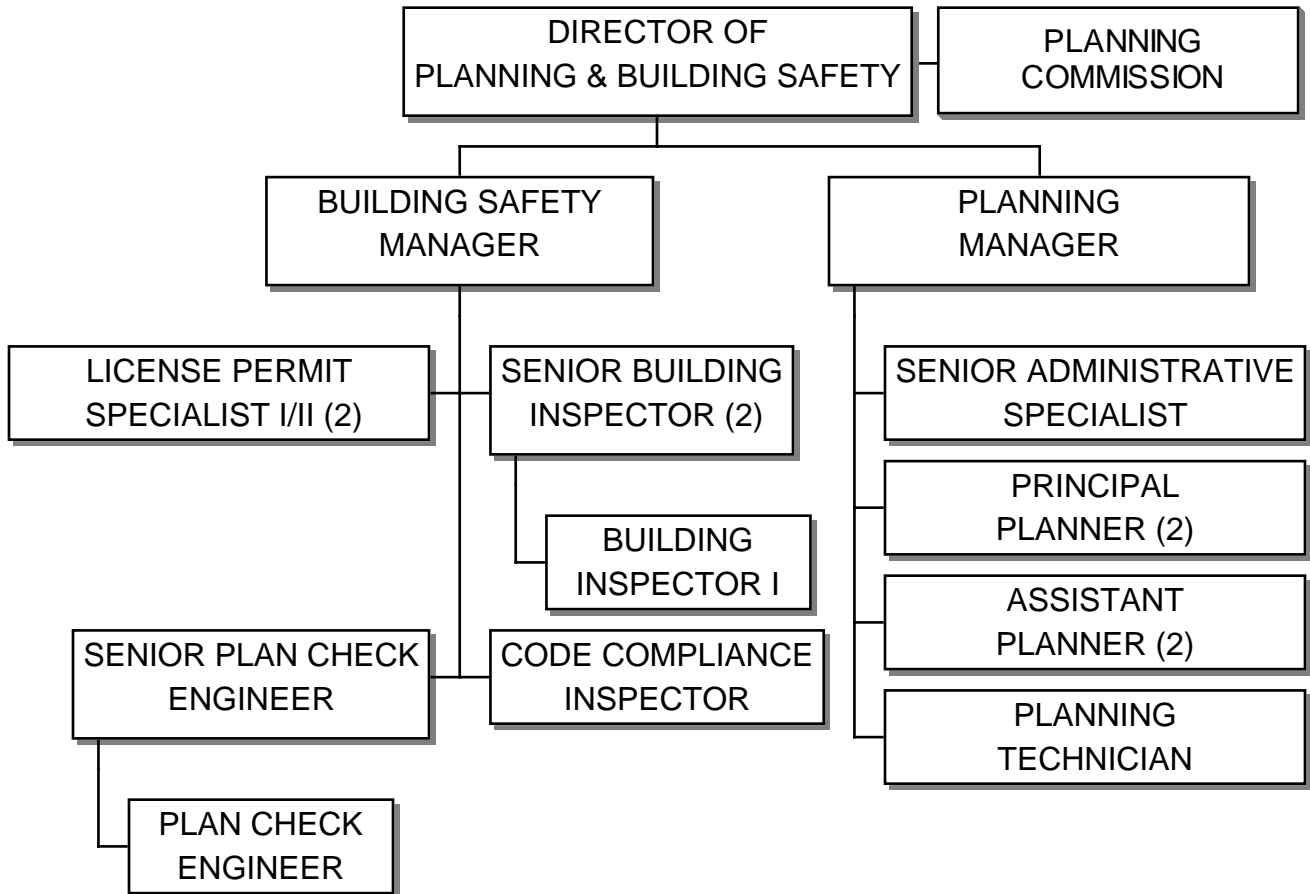 DIRECTOR OF
PLANNING & BUILDING SAFETY
PLANNING
COMMISSION
BUILDING SAFETY
MANAGER
PLANNING
MANAGER
LICENSE PERMIT
SPECIALIST I/II (2)
SENIOR BUILDING
INSPECTOR (2)
SENIOR ADMINISTRATIVE
SPECIALIST
BUILDING
INSPECTOR I
PRINCIPAL
PLANNER (2)
SENIOR PLAN CHECK
ENGINEER
CODE COMPLIANCE
INSPECTOR
ASSISTANT
PLANNER (2)
PLANNING
TECHNICIAN
PLAN CHECK
ENGINEER